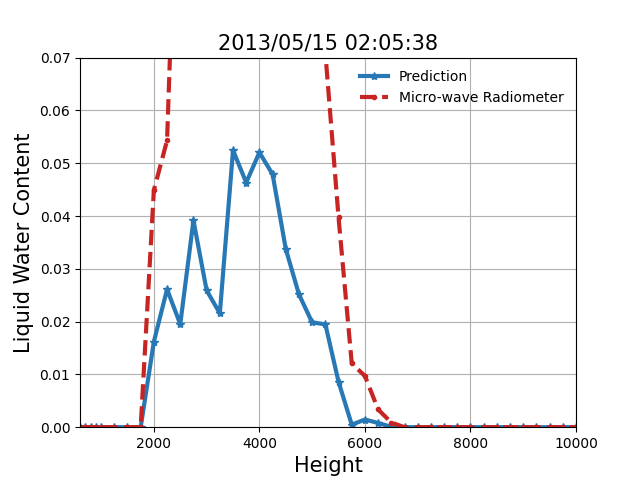 2013/05/15 02:05:38
Prediction
Micro-wave Radiometer
Liquid Water Content
0.07
0.06
0.05
0.04
0.03
0.02
0.01
0.00
2000 4000 6000 8000 10000
Height